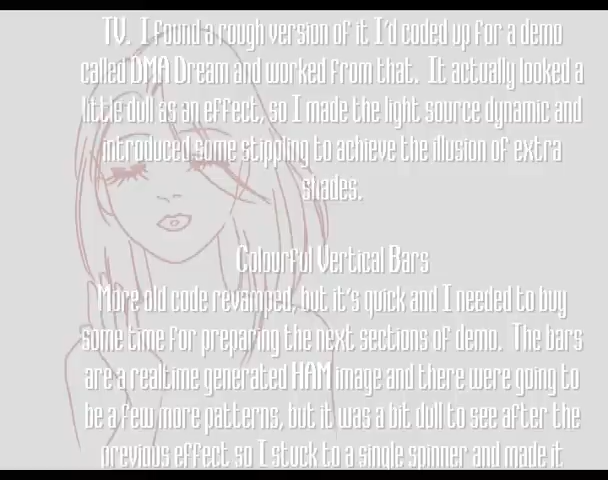 TV. I found a rough version of it I'd coded up for a demo
called DMA Dream and worked from that. It actually looked a
little dull as an effect, so I made the light source dynamic and
introduced some stippling to achieve the illusion of extra
shades.
Colourful Vertical Bars
More old code revamped, but it's quick and I needed to buy
some time for preparing the next sections of demo. The bars
are a realtime generated HAM image and there were going to
be a few more patterns, but it was a bit dull to see after the
previous effect so I stuck to a single spinner and made it